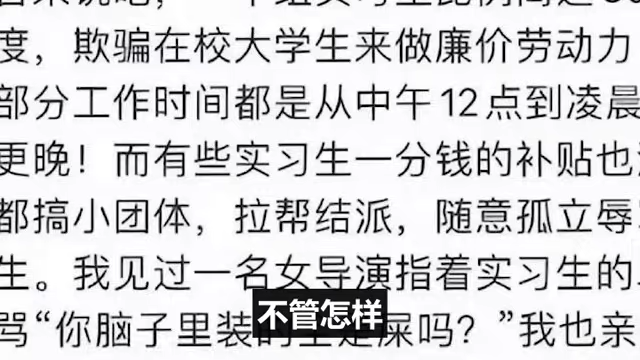 度，欺骗在校大学生来做廉价劳动力
部分工作时间都是从中午12点到凌晨
更晚！而有些实习生一分钱的补贴也
都搞小团体，拉帮结派，随意孤立辱
生。我见过一名女导演指着实习生的
骂“你脑子里装的全是屎吗？”我也亲
不管怎样